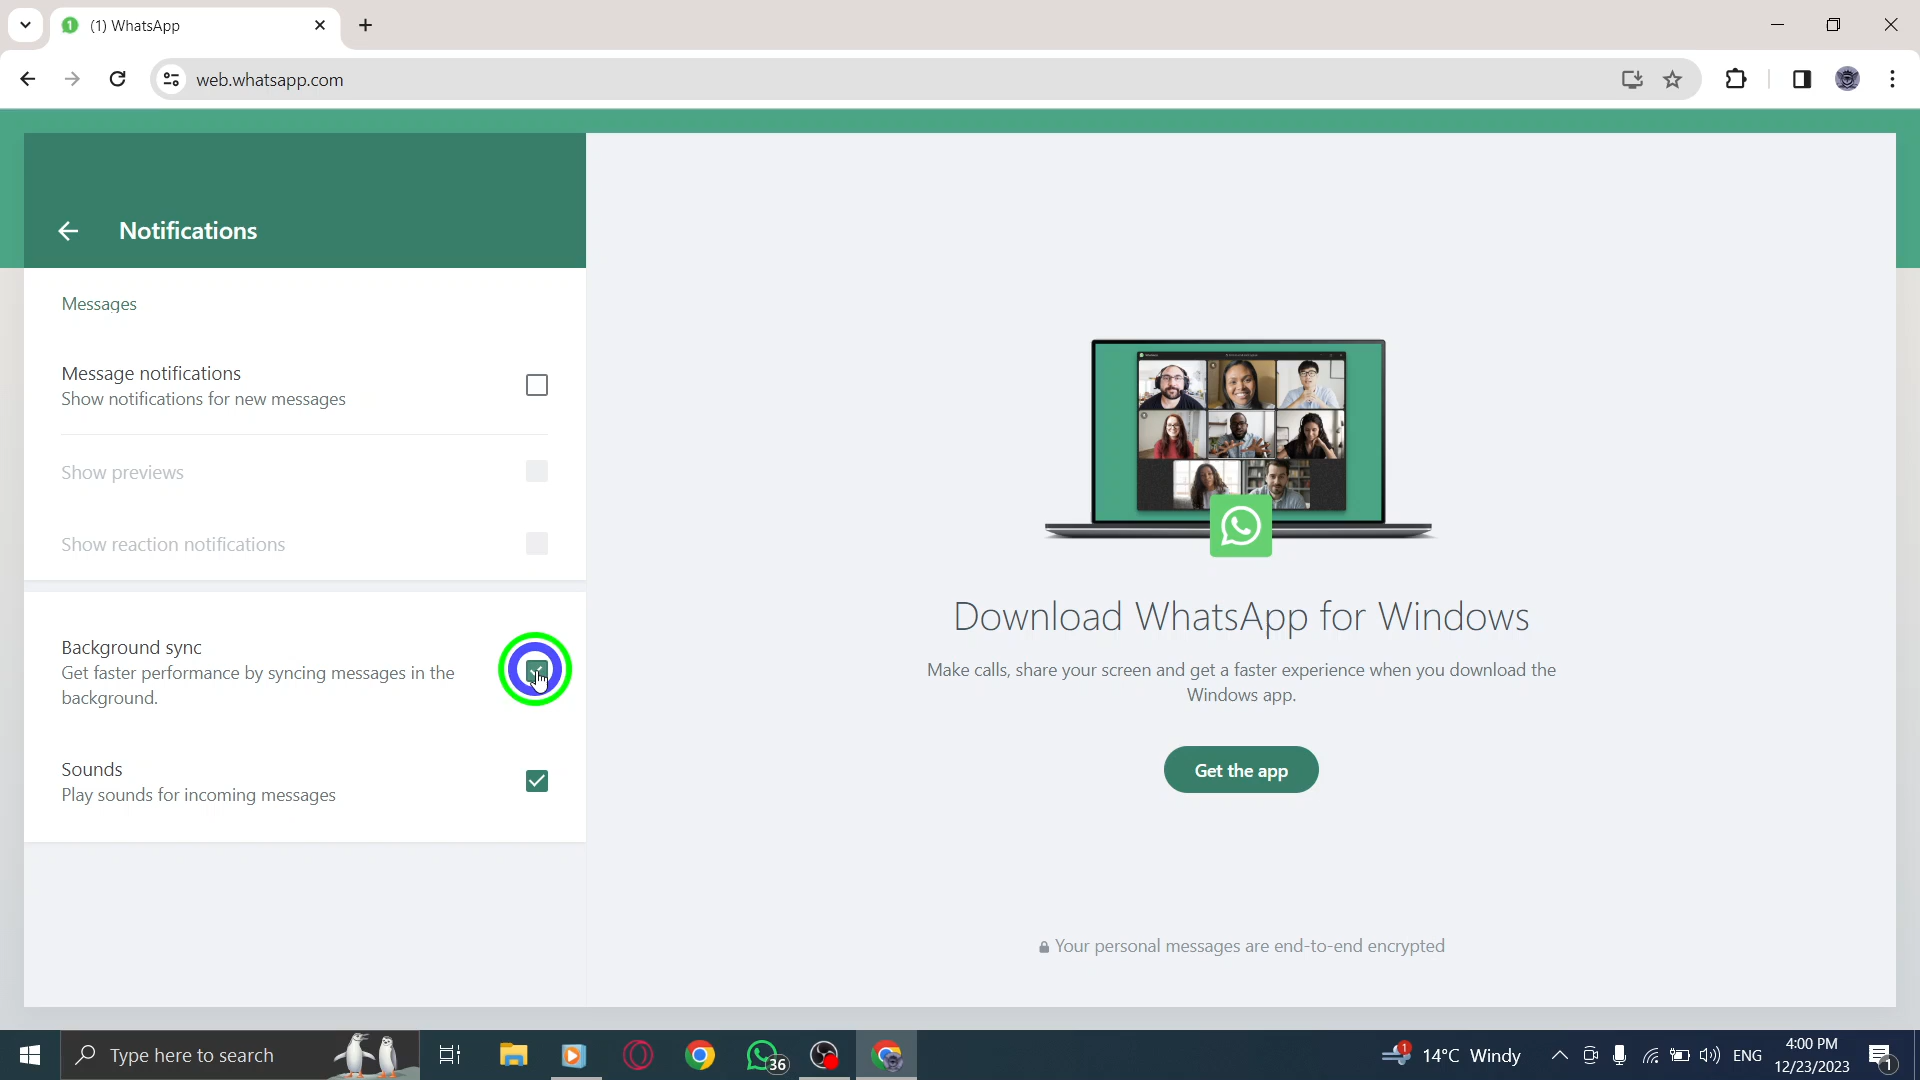 (1) WhatsApp
web.whatsapp.com
Notifications
Messages
Message notifications
Show notifications for new messages
Show previews
Show reaction notifications
Background sync
Get faster performance by syncing messages in the
background.
Sounds
Play sounds for incoming messages
Download WhatsApp for Windows
Make calls, share your screen and get a faster experience when you download the
Windows app.
Get the app
Your personal messages are end-to-end encrypted
Type here to search
36
1
14°C Windy
ENG
4:00 PM
12/23/2023
1